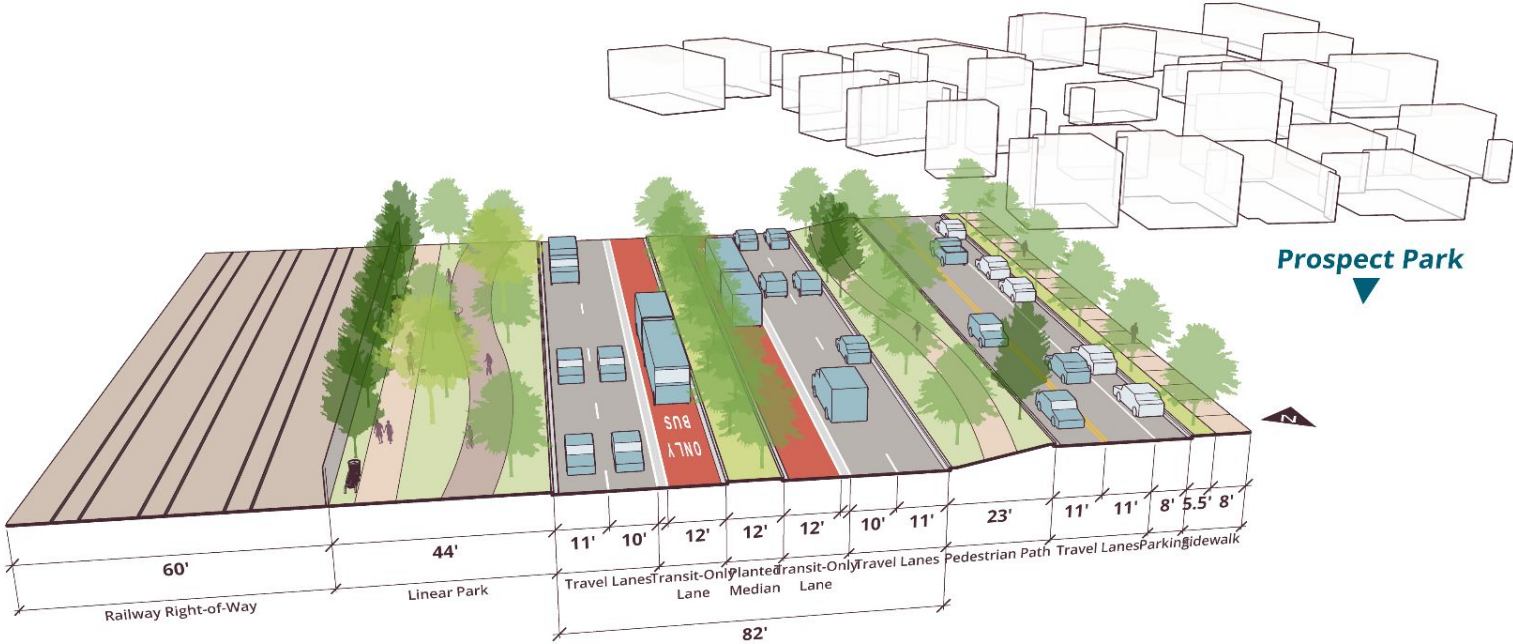 Prospect Park
N
BUS
ONLY
60'
44'
11'
10'
12'
12'
12'
10'
11'
23'
11'
11'
8'
5.5'
8'
Railway Right-of-Way
Linear Park
Travel Lanes
Transit-Only
Lane
Planted
Median
Transit-Only
Lane
Travel Lanes
Pedestrian Path
Travel Lanes
Parking
Sidewalk
82'